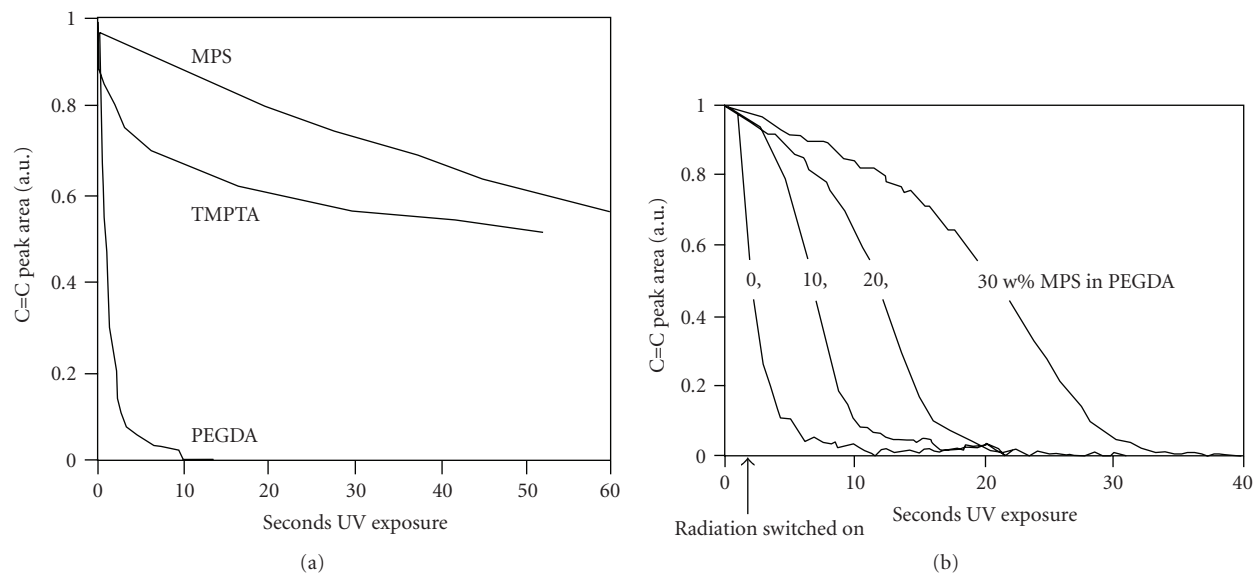 1
0.8
0.6
0.4
0.2
0
C=C peak area (a.u.)
MPS
TMPTA
PEGDA
0 10 20 30 40 50 60
Seconds UV exposure
(a)
1
0.8
0.6
0.4
0.2
0
C=C peak area (a.u.)
0, 10, 20, 30 w% MPS in PEGDA
0 10 20 30 40
Seconds UV exposure
Radiation switched on
(b)